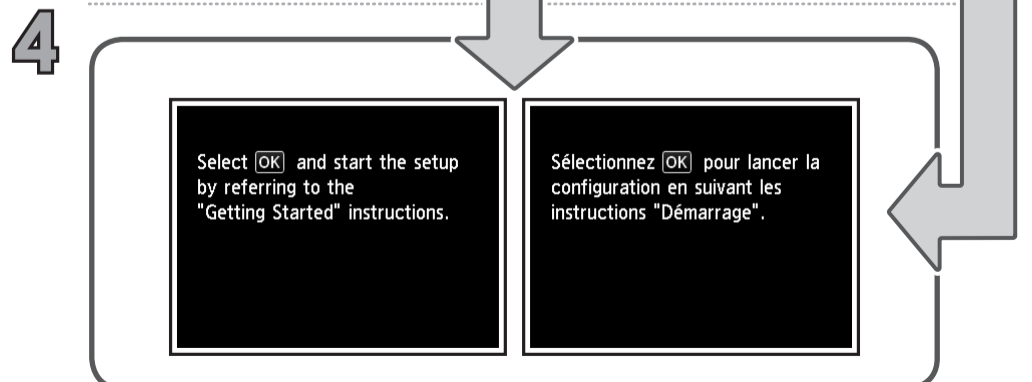 4
Select OK and start the setup
by referring to the
"Getting Started" instructions.
Sélectionnez OK pour lancer la
configuration en suivant les
instructions "Démarrage".